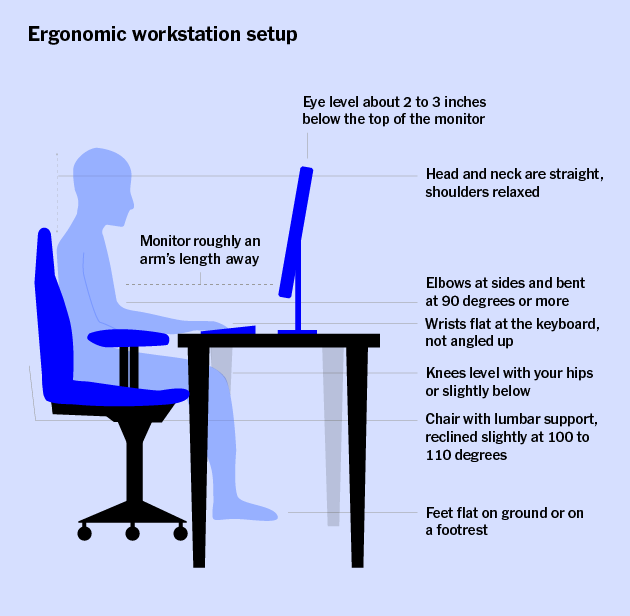 Ergonomic workstation setup
Eye level about 2 to 3 inches
below the top of the monitor
Head and neck are straight,
shoulders relaxed
Monitor roughly an
arm's length away
Elbows at sides and bent
at 90 degrees or more
Wrists flat at the keyboard,
not angled up
Knees level with your hips
or slightly below
Chair with lumbar support,
reclined slightly at 100 to
110 degrees
Feet flat on ground or on
a footrest